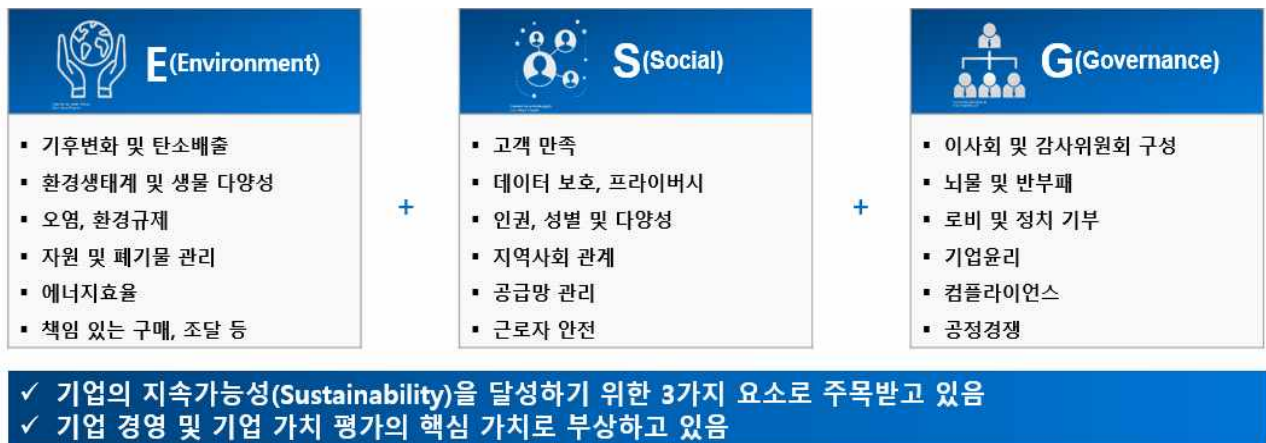 E(Environment)
▪ 기후변화 및 탄소배출
▪ 환경생태계 및 생물 다양성
▪ 오염, 환경규제
▪ 자원 및 폐기물 관리
▪ 에너지효율
▪ 책임 있는 구매, 조달 등
+
S(Social)
▪ 고객 만족
▪ 데이터 보호, 프라이버시
▪ 인권, 성별 및 다양성
▪ 지역사회 관계
▪ 공급망 관리
▪ 근로자 안전
+
G(Governance)
▪ 이사회 및 감사위원회 구성
▪ 뇌물 및 반부패
▪ 로비 및 정치 기부
▪ 기업윤리
▪ 컴플라이언스
▪ 공정경쟁
✓ 기업의 지속가능성(Sustainability)을 달성하기 위한 3가지 요소로 주목받고 있음
✓ 기업 경영 및 기업 가치 평가의 핵심 가치로 부상하고 있음